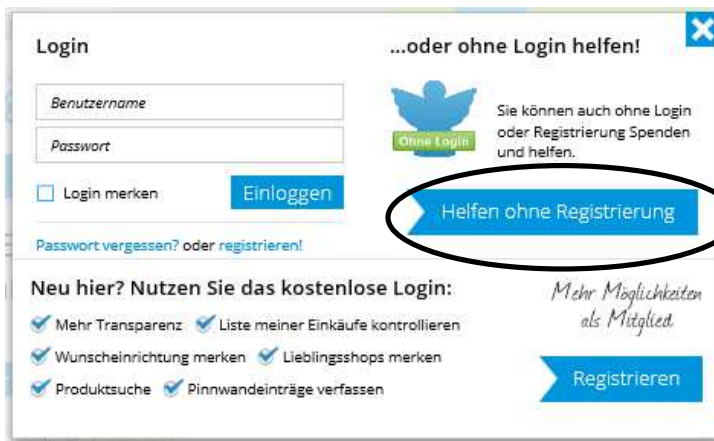 Login
Benutzername
Passwort
Login merken
Einloggen
Passwort vergessen? oder registrieren!
...oder ohne Login helfen!
Ohne Login
Sie können auch ohne Login
oder Registrierung Spenden
und helfen.
Helfen ohne Registrierung
Neu hier? Nutzen Sie das kostenlose Login:
Mehr Transparenz Liste meiner Einkäufe kontrollieren
Wunscheinrichtung merken Lieblingsshops merken
Produktsuche Pinnwandeinträge verfassen
Mehr Möglichkeiten
als Mitglied
Registrieren